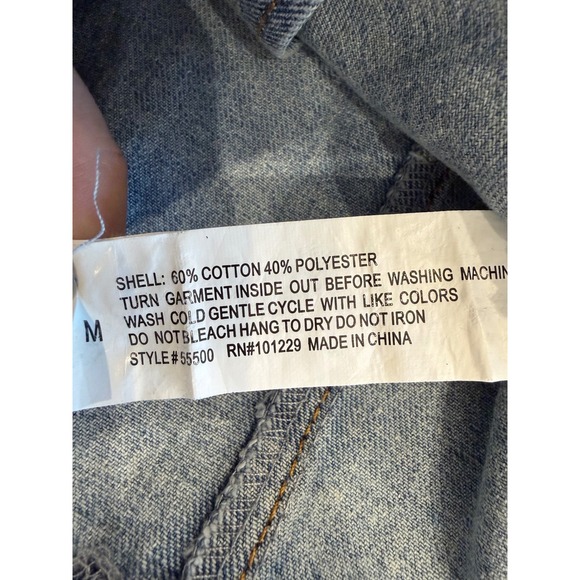 SHELL: 60% COTTON 40% POLYESTER
TURN GARMENT INSIDE OUT BEFORE WASHING MACHIN
WASH COLD GENTLE CYCLE WITH LIKE COLORS
DO NOT BLEACH HANG TO DRY DO NOT IRON
STYLE# 55500 RN#101229 MADE IN CHINA
M